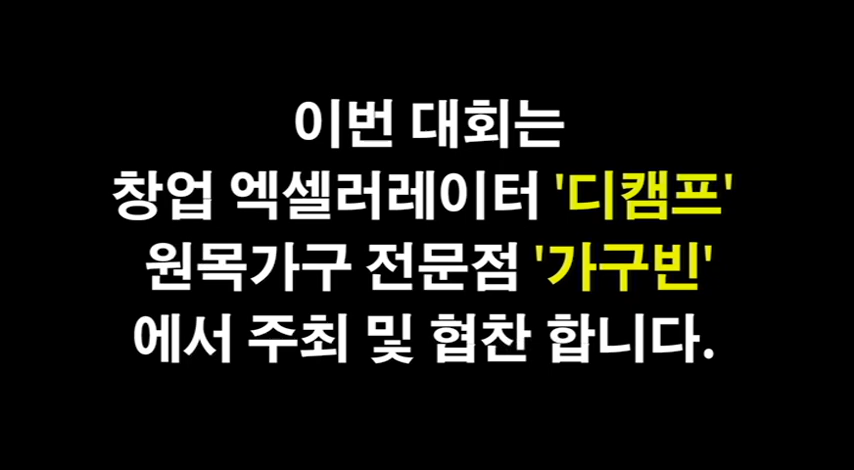 이번 대회는
창업 엑셀러레이터 '디캠프'
원목가구 전문점 '가구빈'
에서 주최 및 협찬 합니다.